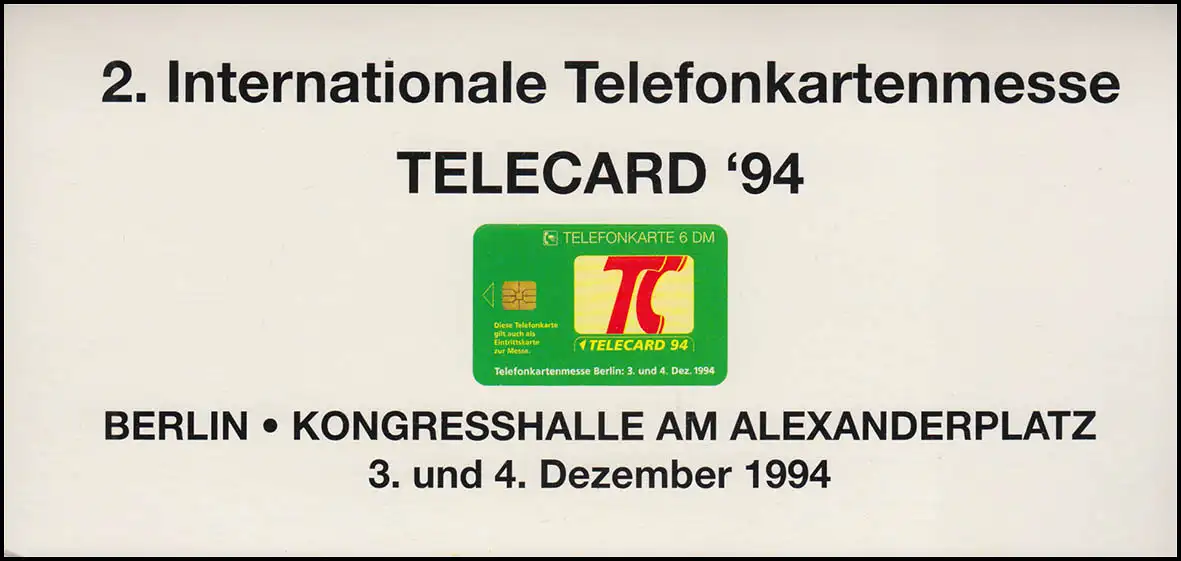 2. Internationale Telefonkartenmesse
TELECARD ‘94
TELEFONKARTE 6 DM
TC
Diese Telefonkarte
gilt auch als
Eintrittskarte
zur Messe.
TELECARD 94
Telefonkartenmesse Berlin: 3. und 4. Dez. 1994
BERLIN • KONGRESSHALLE AM ALEXANDERPLATZ
3. und 4. Dezember 1994